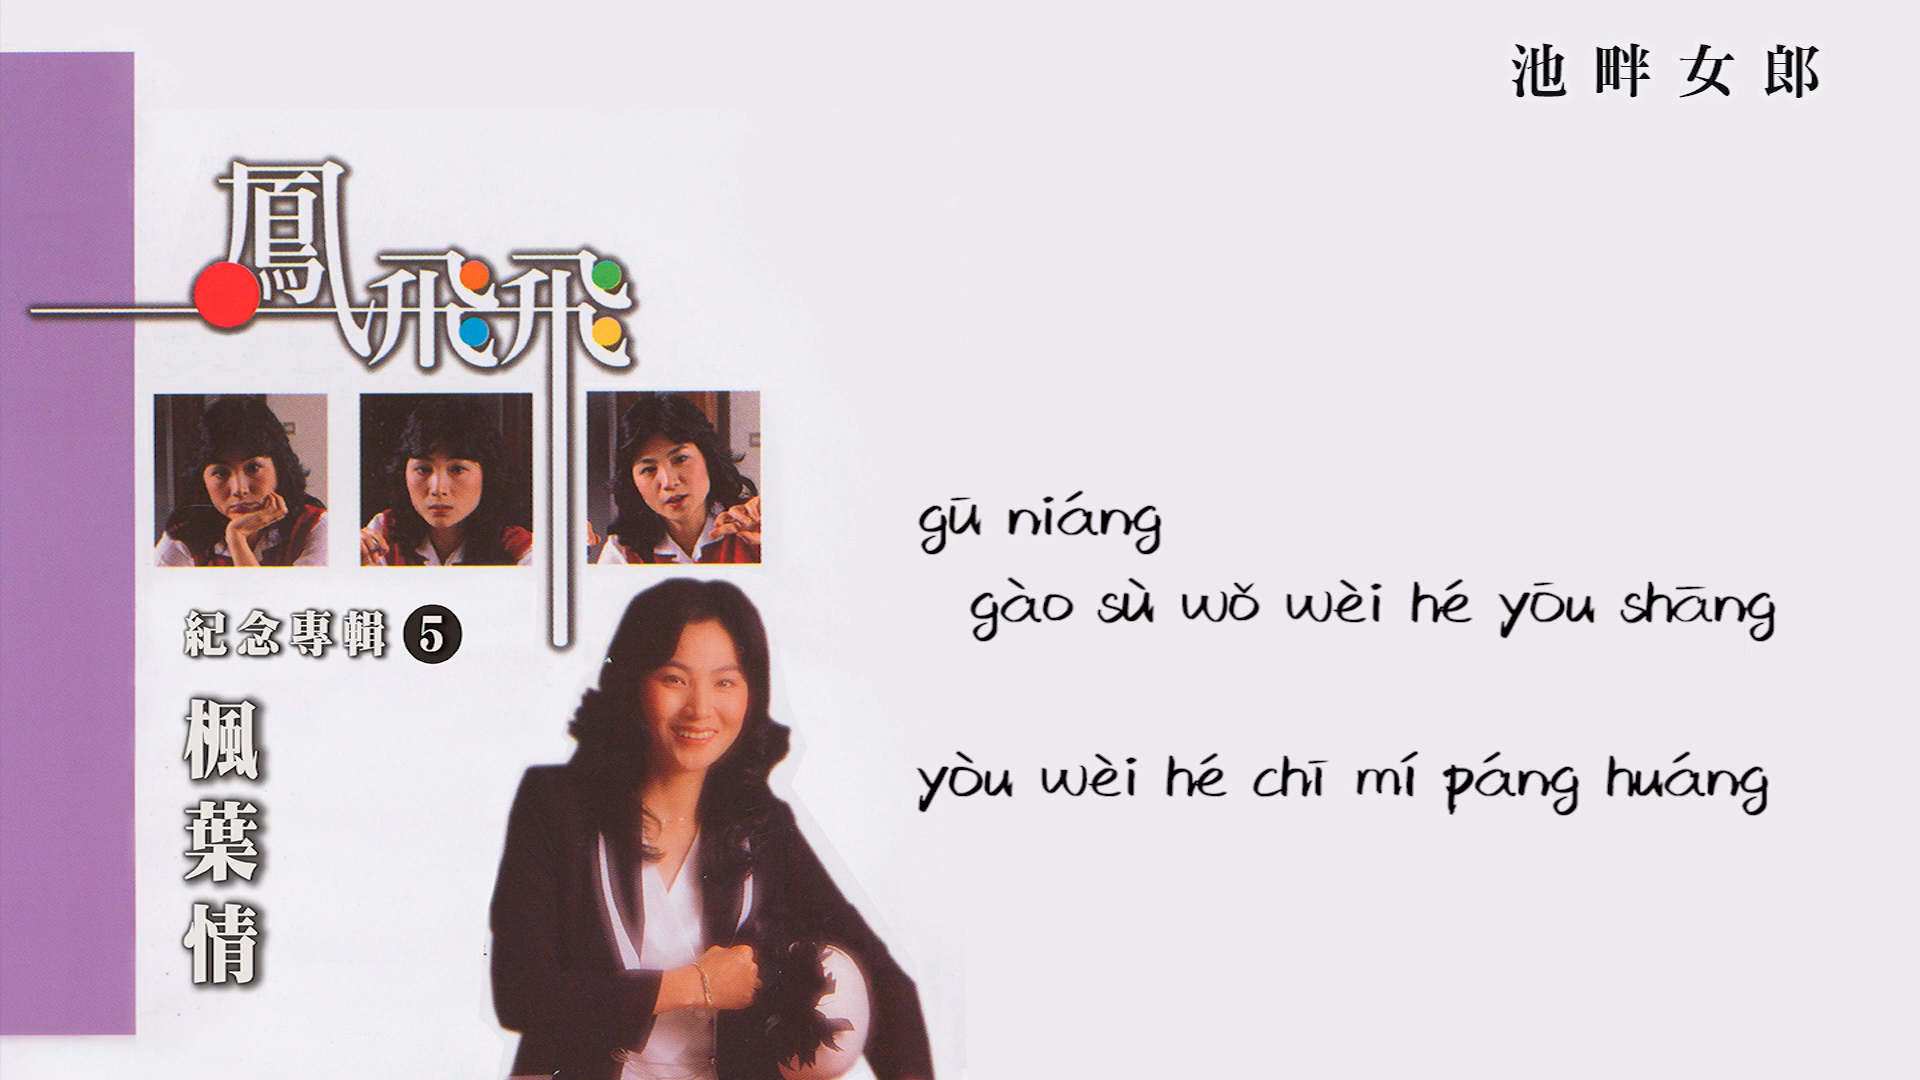 池畔女郎
鳳飛飛
紀念專輯 5
楓葉情
gū niáng
gào sù wǒ wèi hé yōu shāng
yòu wèi hé chī mí páng huáng